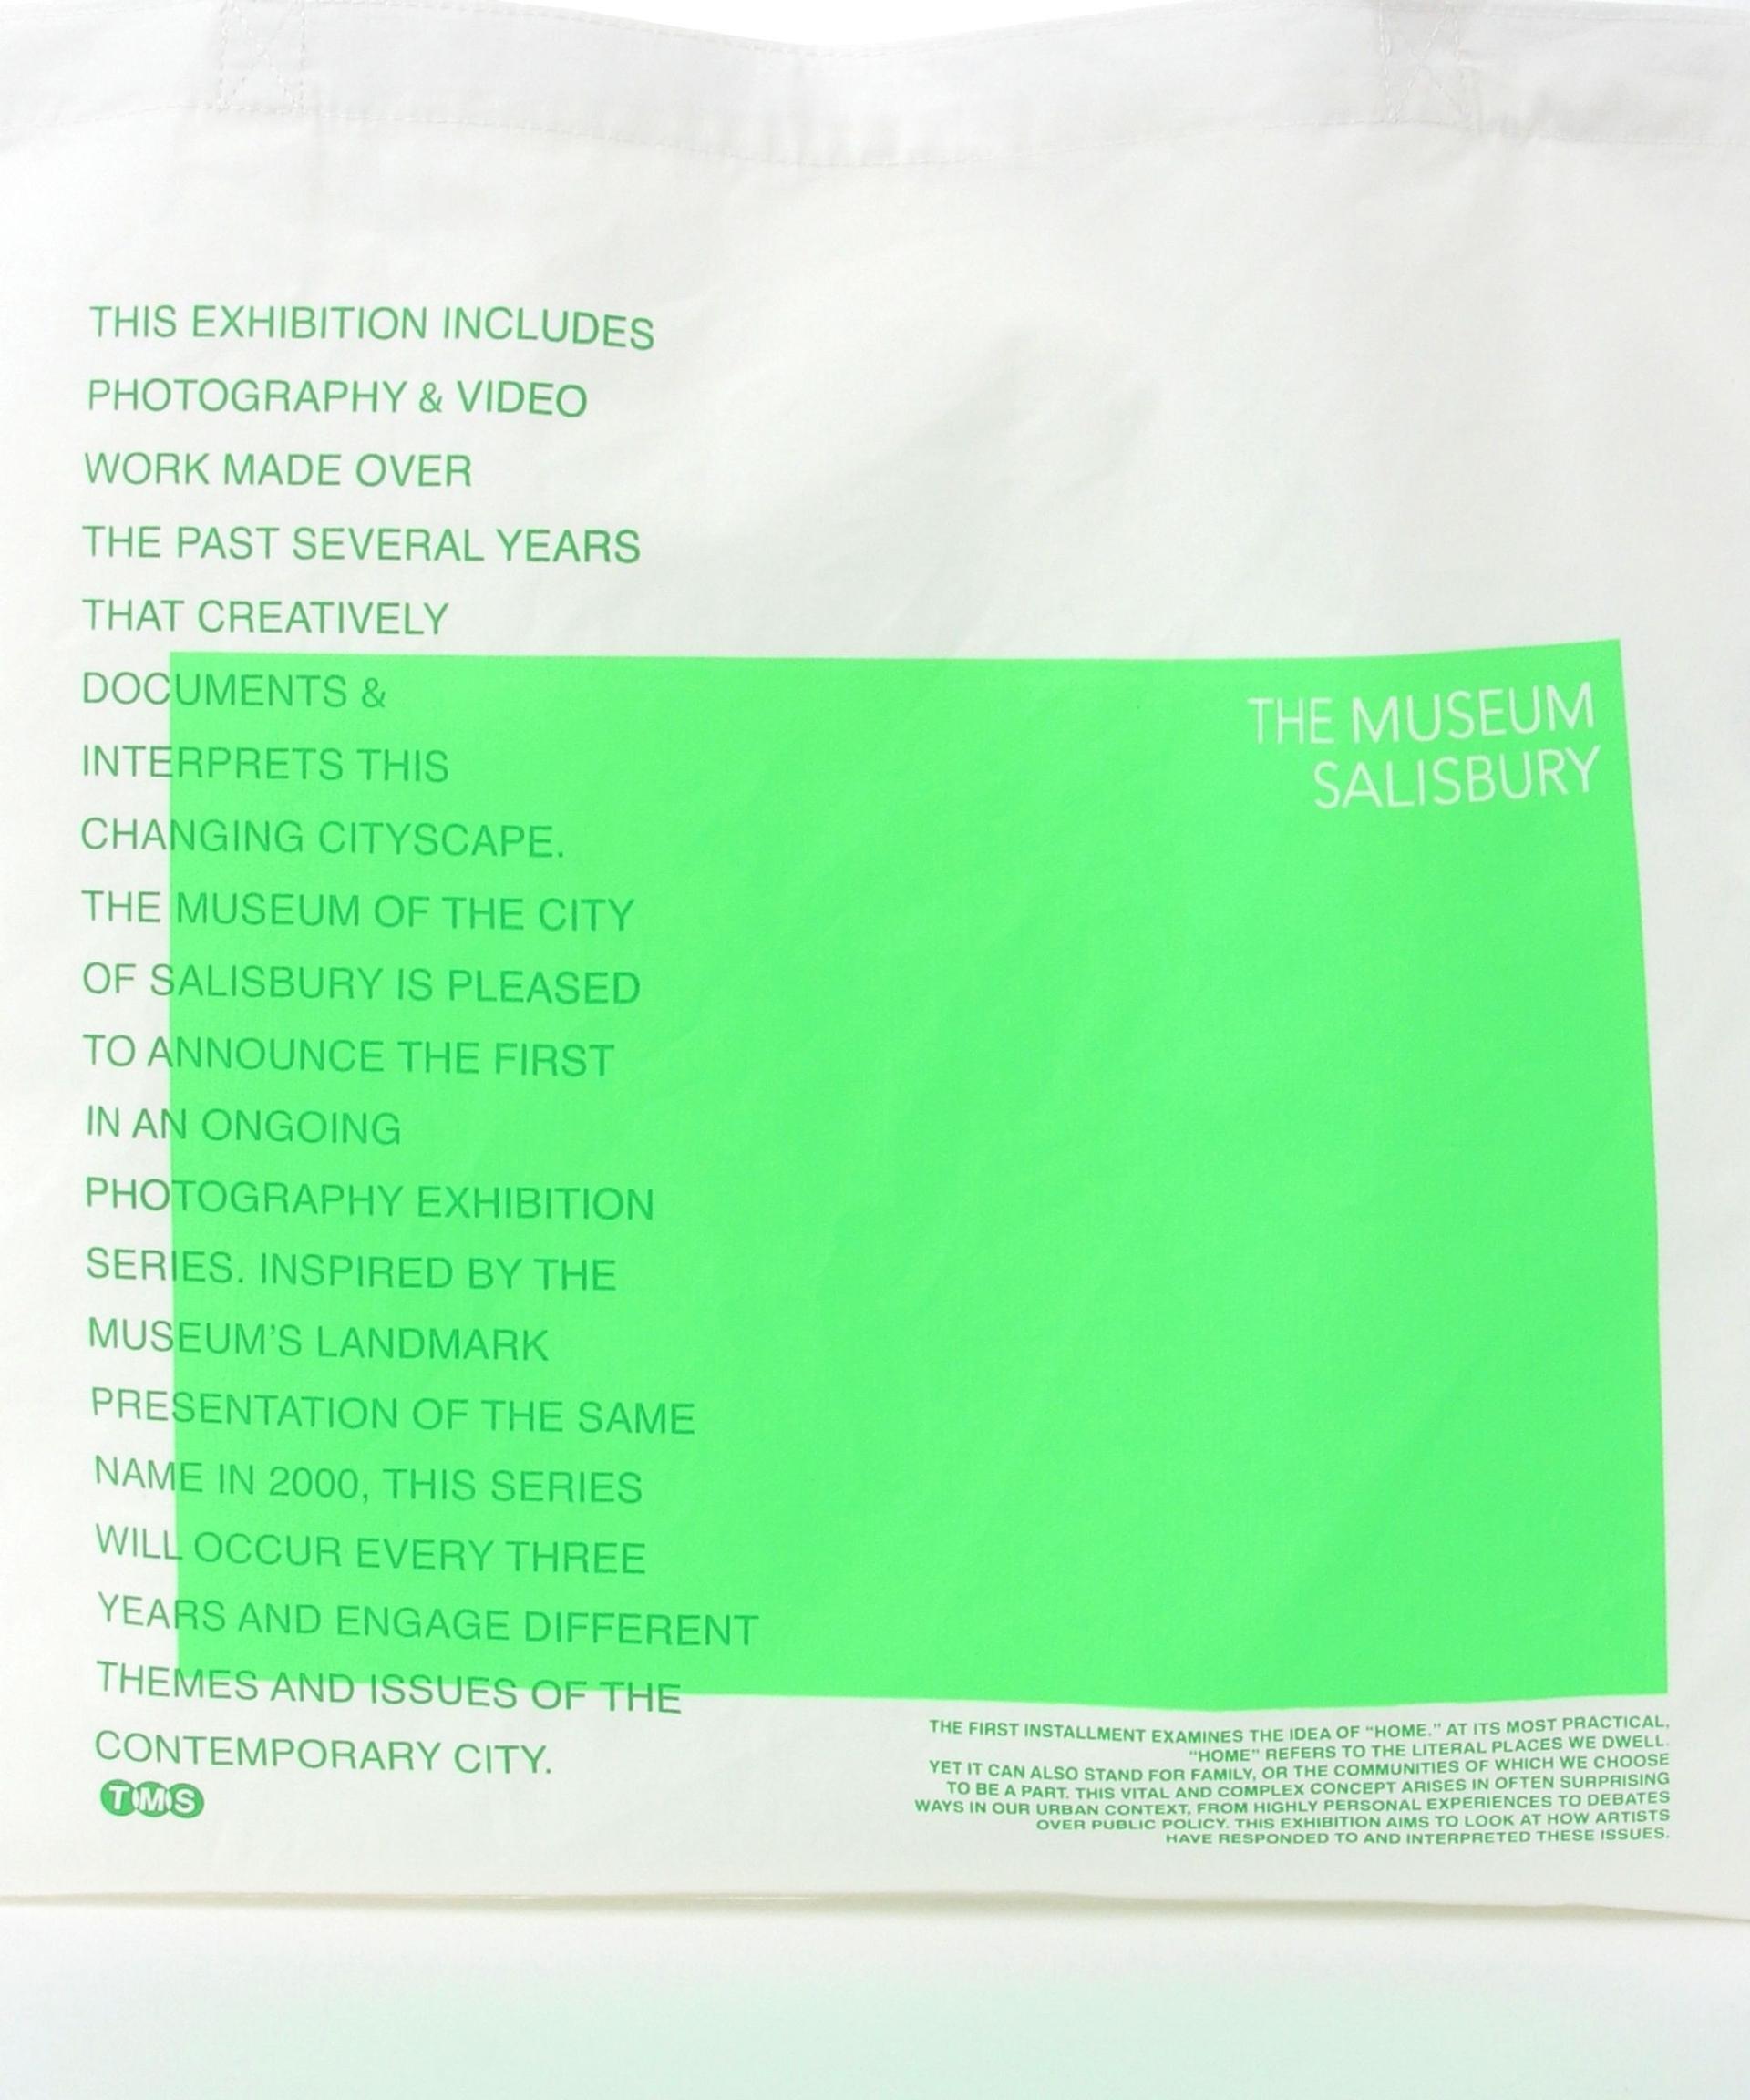 THIS EXHIBITION INCLUDES
PHOTOGRAPHY & VIDEO
WORK MADE OVER
THE PAST SEVERAL YEARS
THAT CREATIVELY
DOCUMENTS &
INTERPRETS THIS
CHANGING CITYSCAPE.
THE MUSEUM OF THE CITY
OF SALISBURY IS PLEASED
TO ANNOUNCE THE FIRST
IN AN ONGOING
PHOTOGRAPHY EXHIBITION
SERIES. INSPIRED BY THE
MUSEUM'S LANDMARK
PRESENTATION OF THE SAME
NAME IN 2000, THIS SERIES
WILL OCCUR EVERY THREE
YEARS AND ENGAGE DIFFERENT
THEMES AND ISSUES OF THE
CONTEMPORARY CITY.
TMS
THE MUSEUM
SALISBURY
THE FIRST INSTALLMENT EXAMINES THE IDEA OF "HOME." AT ITS MOST PRACTICAL,
"HOME" REFERS TO THE LITERAL PLACES WE DWELL.
YET IT CAN ALSO STAND FOR FAMILY, OR THE COMMUNITIES OF WHICH WE CHOOSE
TO BE A PART. THIS VITAL AND COMPLEX CONCEPT ARISES IN OFTEN SURPRISING
WAYS IN OUR URBAN CONTEXT, FROM HIGHLY PERSONAL EXPERIENCES TO DEBATES
OVER PUBLIC POLICY. THIS EXHIBITION AIMS TO LOOK AT HOW ARTISTS
HAVE RESPONDED TO AND INTERPRETED THESE ISSUES.